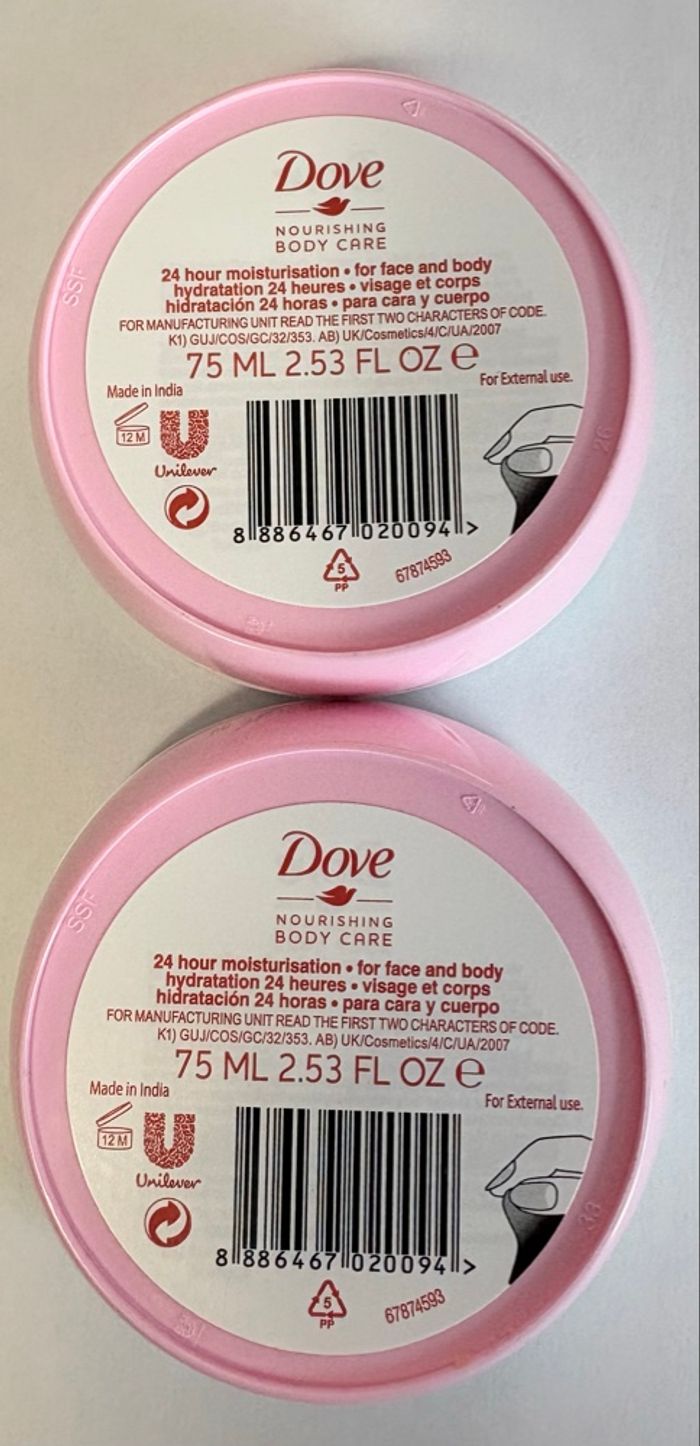 Dove
NOURISHING
BODY CARE
24 hour moisturisation • for face and body
hydratation 24 heures • visage et corps
hidratación 24 horas • para cara y cuerpo
FOR MANUFACTURING UNIT READ THE FIRST TWO CHARACTERS OF CODE.
K1) GUJ/COS/GC/32/353. AB) UK/Cosmetics/4/C/UA/2007
75 ML 2.53 FL OZ ℮
Made in India
For External use.
12 M
Unilever
8 886467 020094 >
5
PP
67874593
SSF
26
Dove
NOURISHING
BODY CARE
24 hour moisturisation • for face and body
hydratation 24 heures • visage et corps
hidratación 24 horas • para cara y cuerpo
FOR MANUFACTURING UNIT READ THE FIRST TWO CHARACTERS OF CODE.
K1) GUJ/COS/GC/32/353. AB) UK/Cosmetics/4/C/UA/2007
75 ML 2.53 FL OZ ℮
Made in India
For External use.
12 M
Unilever
8 886467 020094 >
5
PP
67874593
SSF
33